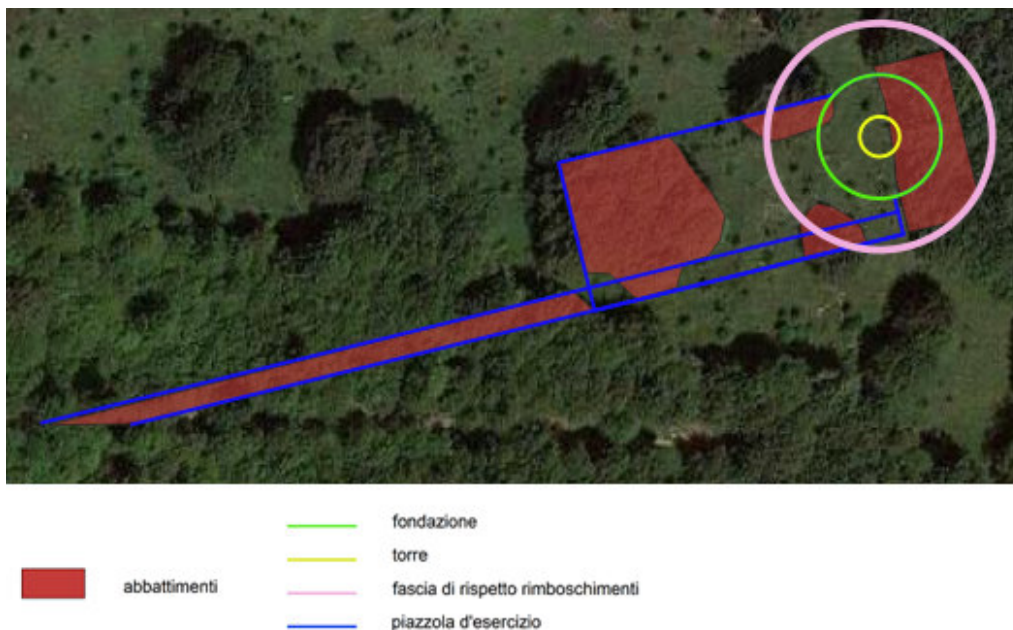 fondazione
torre
abbattimenti
fascia di rispetto rimboschimenti
piazzola d'esercizio